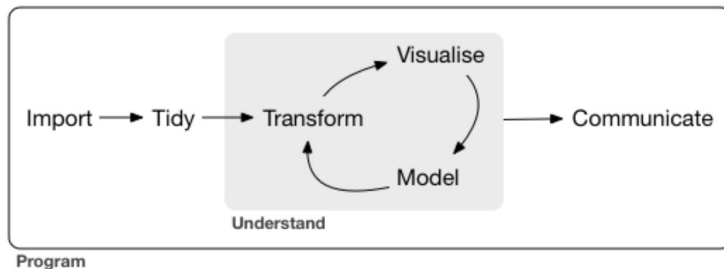 Visualise
Import Tidy Transform Communicate
Model
Understand
Program